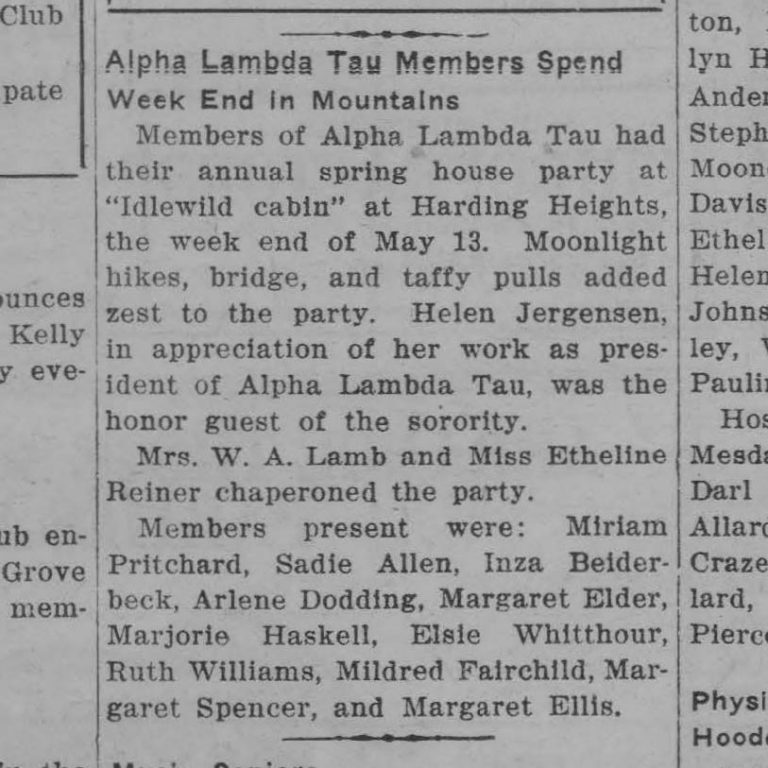 Club
pate
ounces
Kelly
y eve-
ub en-
Grove
mem-
Alpha Lambda Tau Members Spend
Week End in Mountains
Members of Alpha Lambda Tau had
their annual spring house party at
“Idlewild cabin” at Harding Heights,
the week end of May 13. Moonlight
hikes, bridge, and taffy pulls added
zest to the party. Helen Jergensen,
in appreciation of her work as pres-
ident of Alpha Lambda Tau, was the
honor guest of the sorority.
Mrs. W. A. Lamb and Miss Etheline
Reiner chaperoned the party.
Members present were: Miriam
Pritchard, Sadie Allen, Inza Beider-
beck, Arlene Dodding, Margaret Elder,
Marjorie Haskell, Elsie Whitthour,
Ruth Williams, Mildred Fairchild, Mar-
garet Spencer, and Margaret Ellis.
ton,
lyn H
Ander
Steph
Moon
Davis
Ethel
Helen
Johns
ley,
Paulin
Hos
Mesda
Darl
Allard
Craze
lard,
Pierce
Physi
Hood